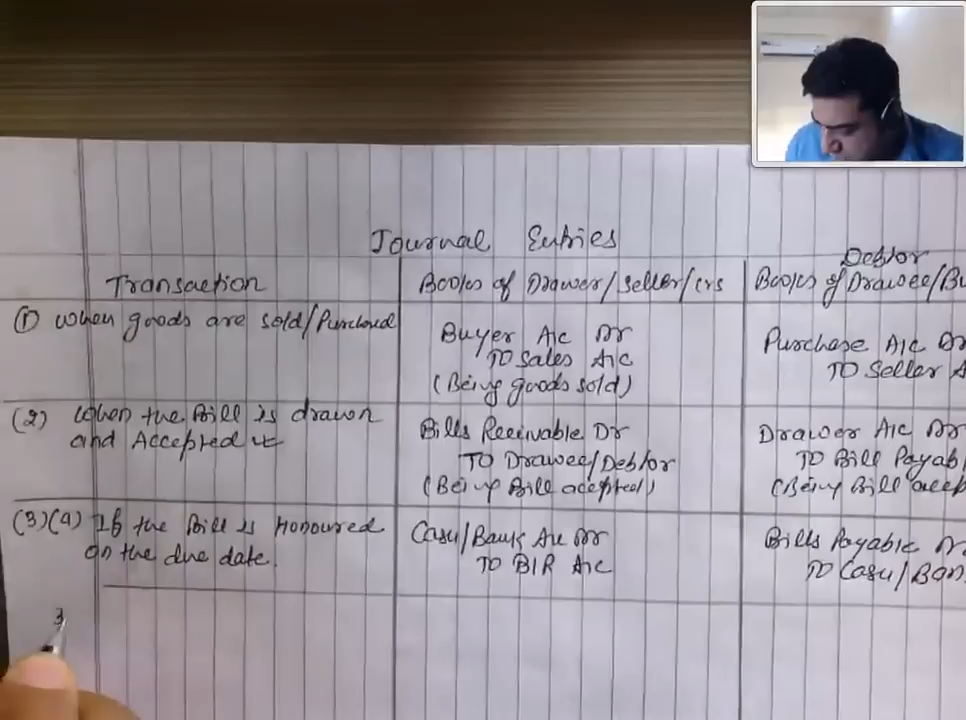 Journal Entries
Debtor
Transaction
Books of Drawer/seller/crs
Books of Drawee/Bu
(1) when goods are sold/Purchased
Buyer A/c Dr
TO Sales A/c
(Being goods sold)
Purchase A/c Dr
TO Seller A
(2) when the Bill is drawn
and Accepted it
Bills Receivable Dr
TO Drawee/Debtor
(Being Bill accepted)
Drawer A/c Dr
TO Bill Payab
(Being Bill accep
(3)(a) If the Bill is Honoured
on the due date.
Cash/Bank A/c Dr
TO B/R A/c
Bills Payable Dr
TO Cash/Ban
3